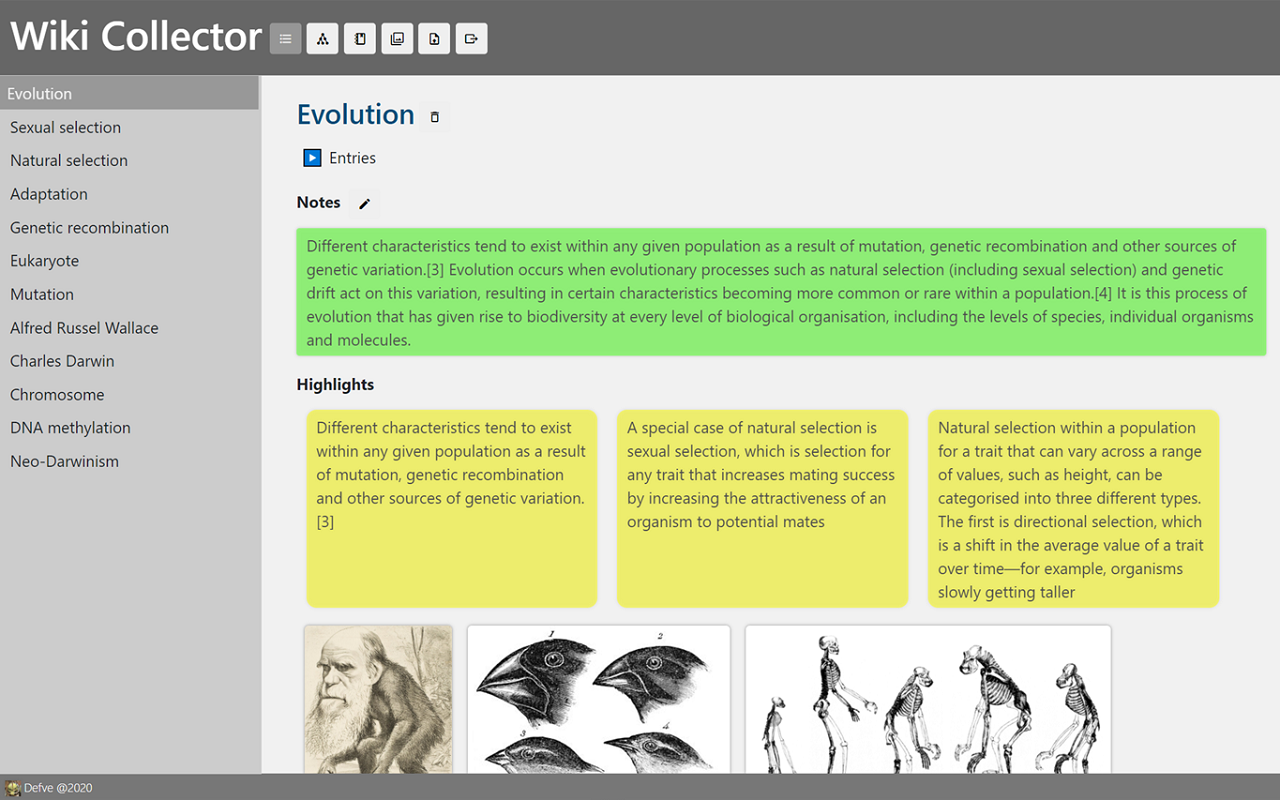 Wiki Collector
Evolution
Sexual selection
Natural selection
Adaptation
Genetic recombination
Eukaryote
Mutation
Alfred Russel Wallace
Charles Darwin
Chromosome
DNA methylation
Neo-Darwinism
Evolution
Entries
Notes
Different characteristics tend to exist within any given population as a result of mutation, genetic recombination and other sources of
genetic variation.[3] Evolution occurs when evolutionary processes such as natural selection (including sexual selection) and genetic
drift act on this variation, resulting in certain characteristics becoming more common or rare within a population.[4] It is this process of
evolution that has given rise to biodiversity at every level of biological organisation, including the levels of species, individual organisms
and molecules.
Highlights
Different characteristics tend to exist
within any given population as a result
of mutation, genetic recombination
and other sources of genetic variation.
[3]
A special case of natural selection is
sexual selection, which is selection for
any trait that increases mating success
by increasing the attractiveness of an
organism to potential mates
Natural selection within a population
for a trait that can vary across a range
of values, such as height, can be
categorised into three different types.
The first is directional selection, which
is a shift in the average value of a trait
over time—for example, organisms
slowly getting taller
1
2
3
4
Defve @2020